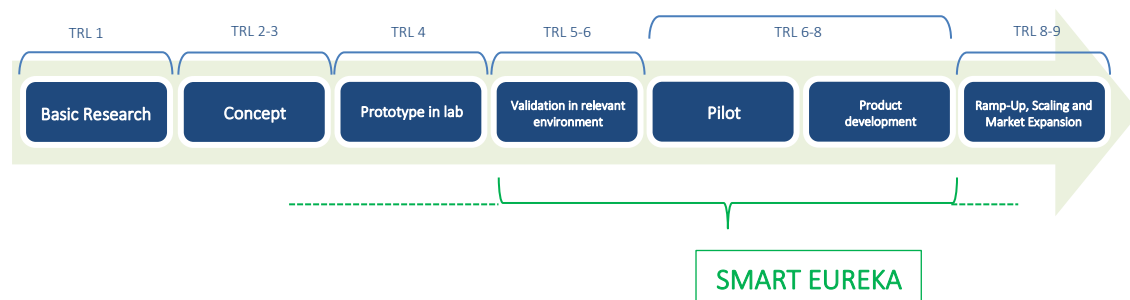 TRL 1
TRL 2-3
TRL 4
TRL 5-6
TRL 6-8
TRL 8-9
Basic Research
Concept
Prototype in lab
Validation in relevant
environment
Pilot
Product
development
Ramp-Up, Scaling and
Market Expansion
SMART EUREKA